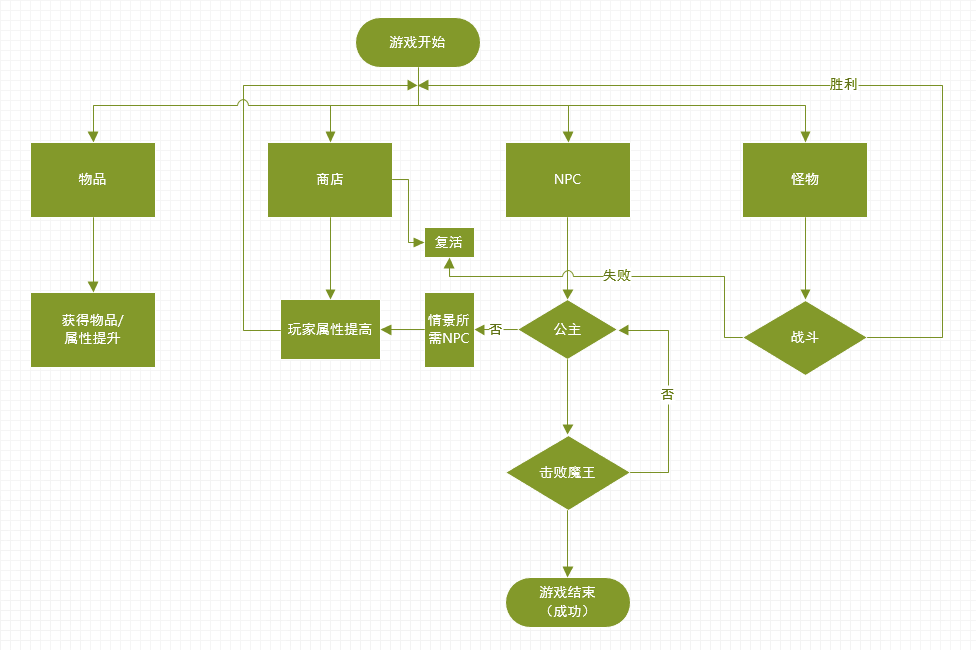 游戏开始
胜利
物品
商店
NPC
怪物
复活
失败
获得物品/
属性提升
玩家属性提高
情景所
需NPC
否
公主
战斗
否
击败魔王
游戏结束
（成功）